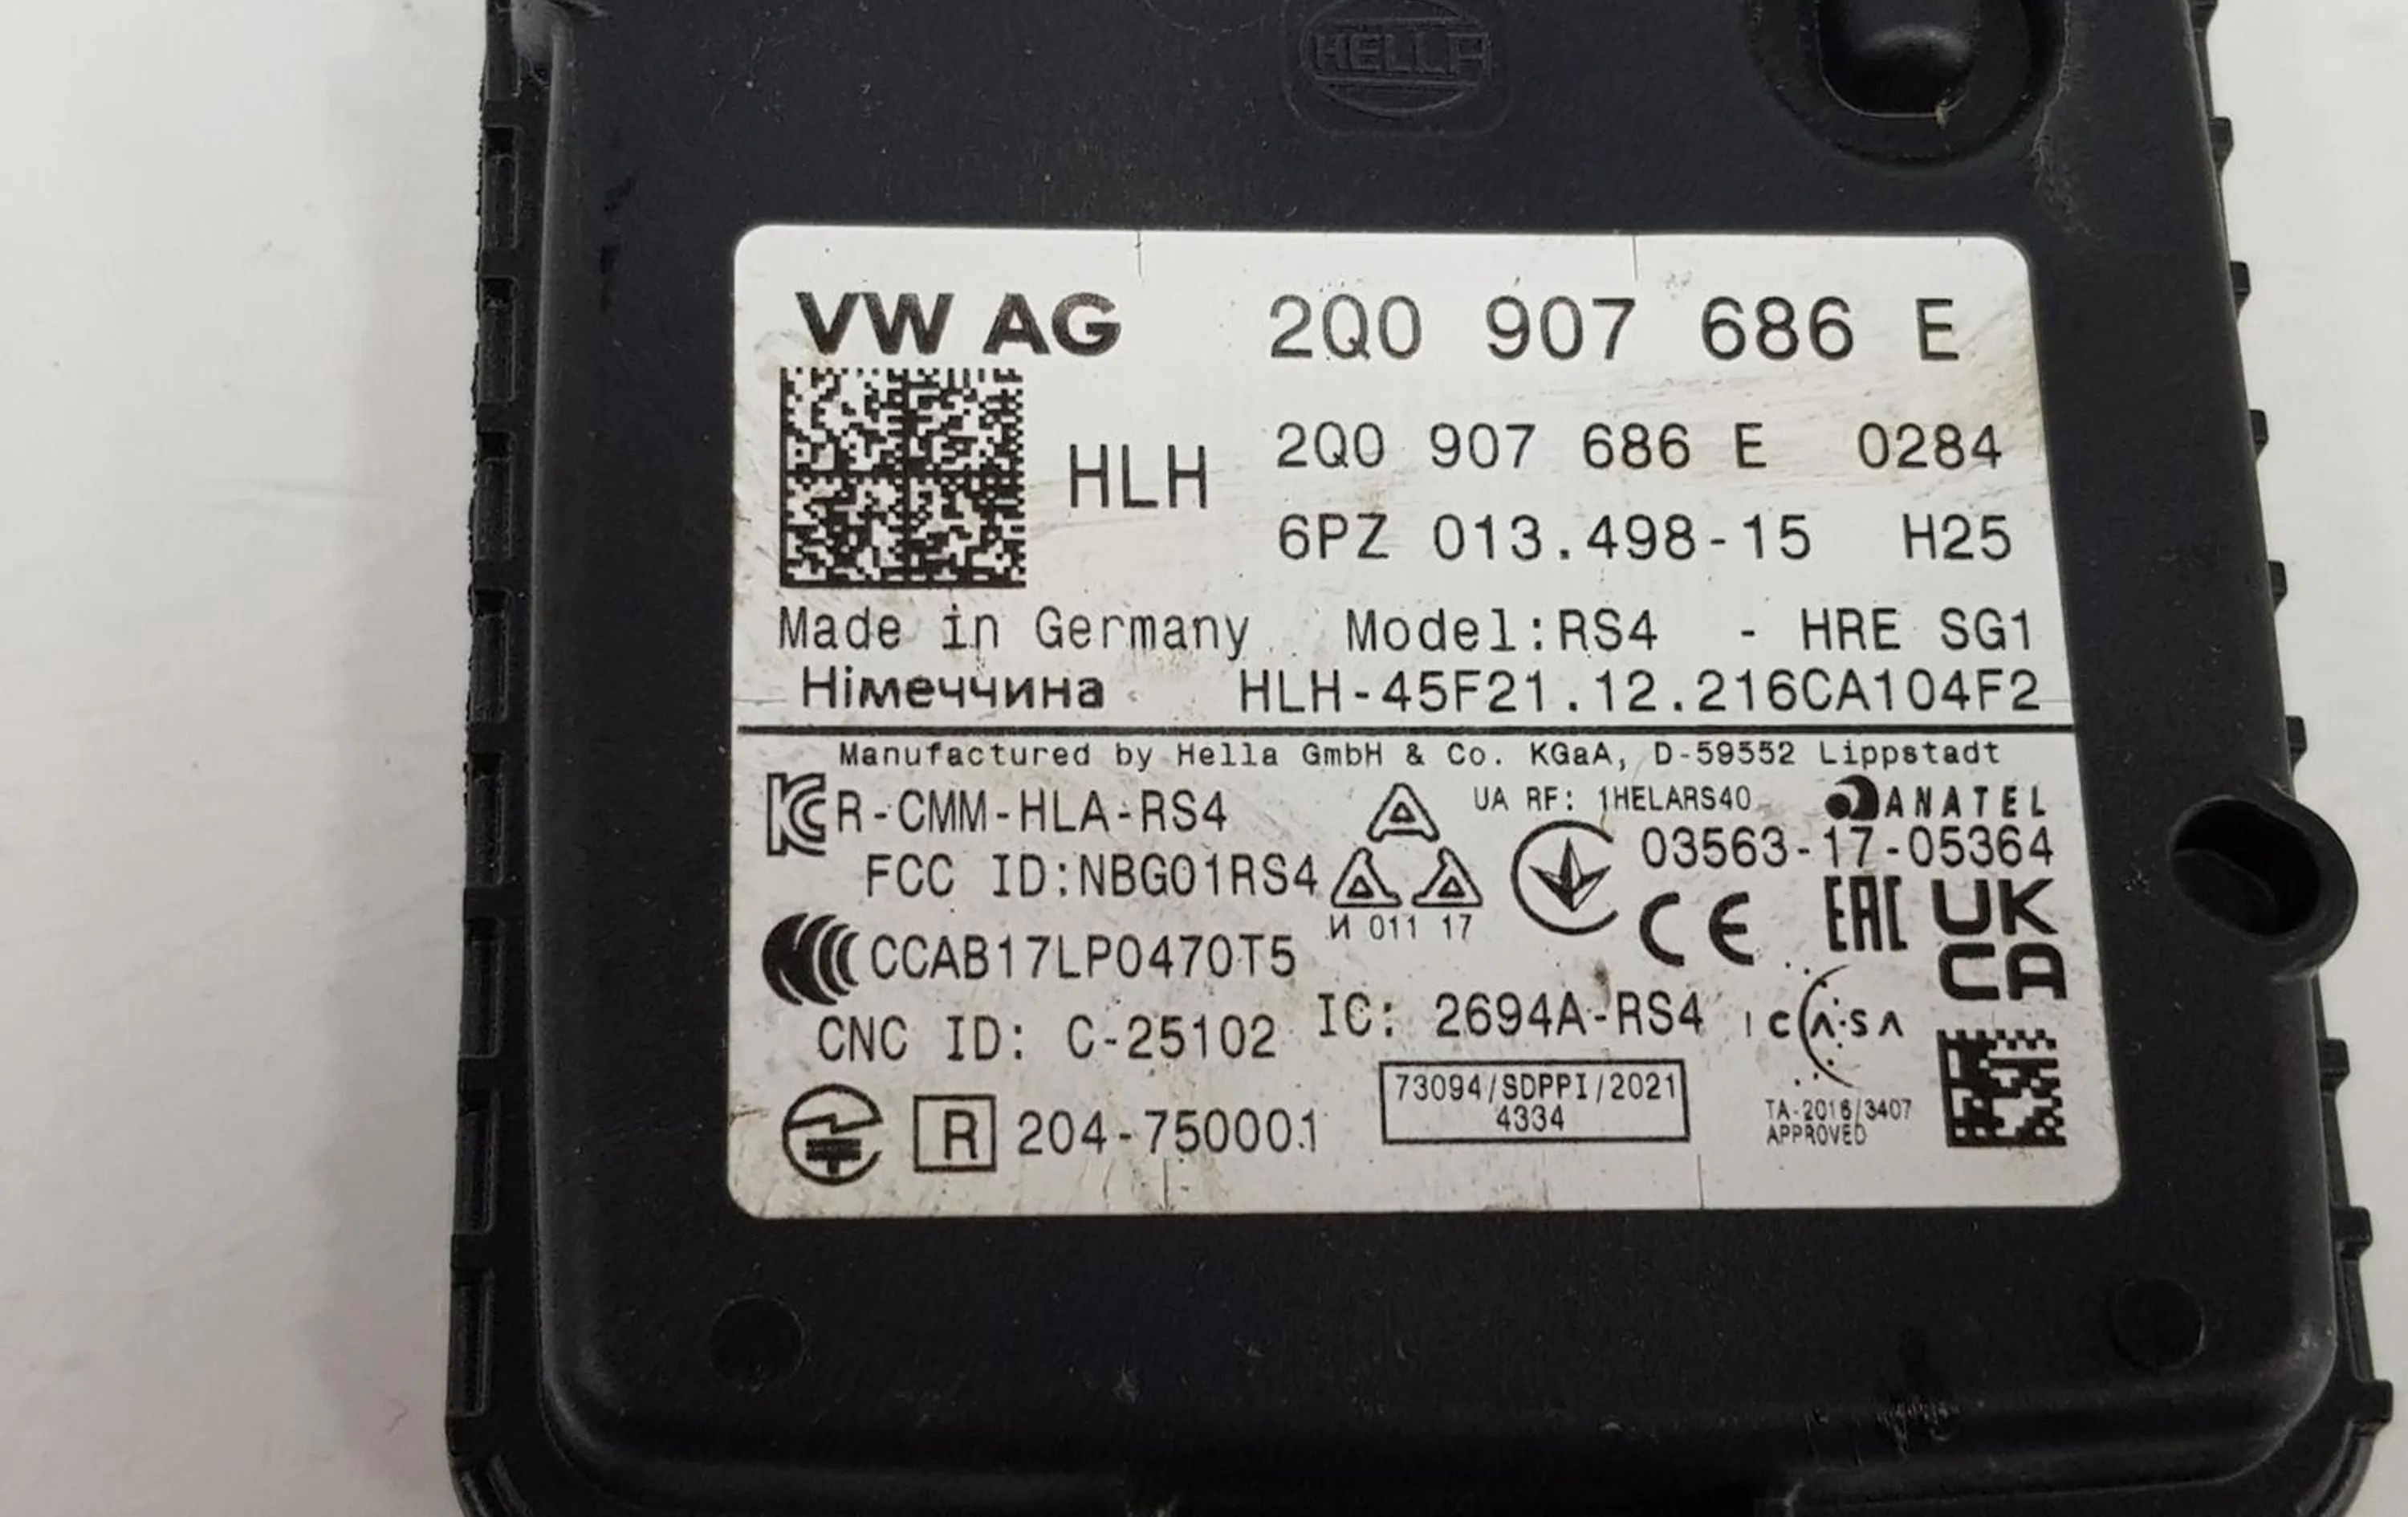 HELLA
VW AG 2Q0 907 686 E
HLH 2Q0 907 686 E 0284
6PZ 013.498-15 H25
Made in Germany Model:RS4 - HRE SG1
Німеччина HLH-45F21.12.216CA104F2
Manufactured by Hella GmbH & Co. KGaA, D-59552 Lippstadt
R-CMM-HLA-RS4 UA RF: 1HELARS40 ANATEL
03563-17-05364
FCC ID:NBG01RS4
И 011 17
CE EAC UK
CA
CCAB17LP0470T5
CNC ID: C-25102 IC: 2694A-RS4 ICASA
R 204-750001
73094/SDPPI/2021
4334
TA-2016/3407
APPROVED